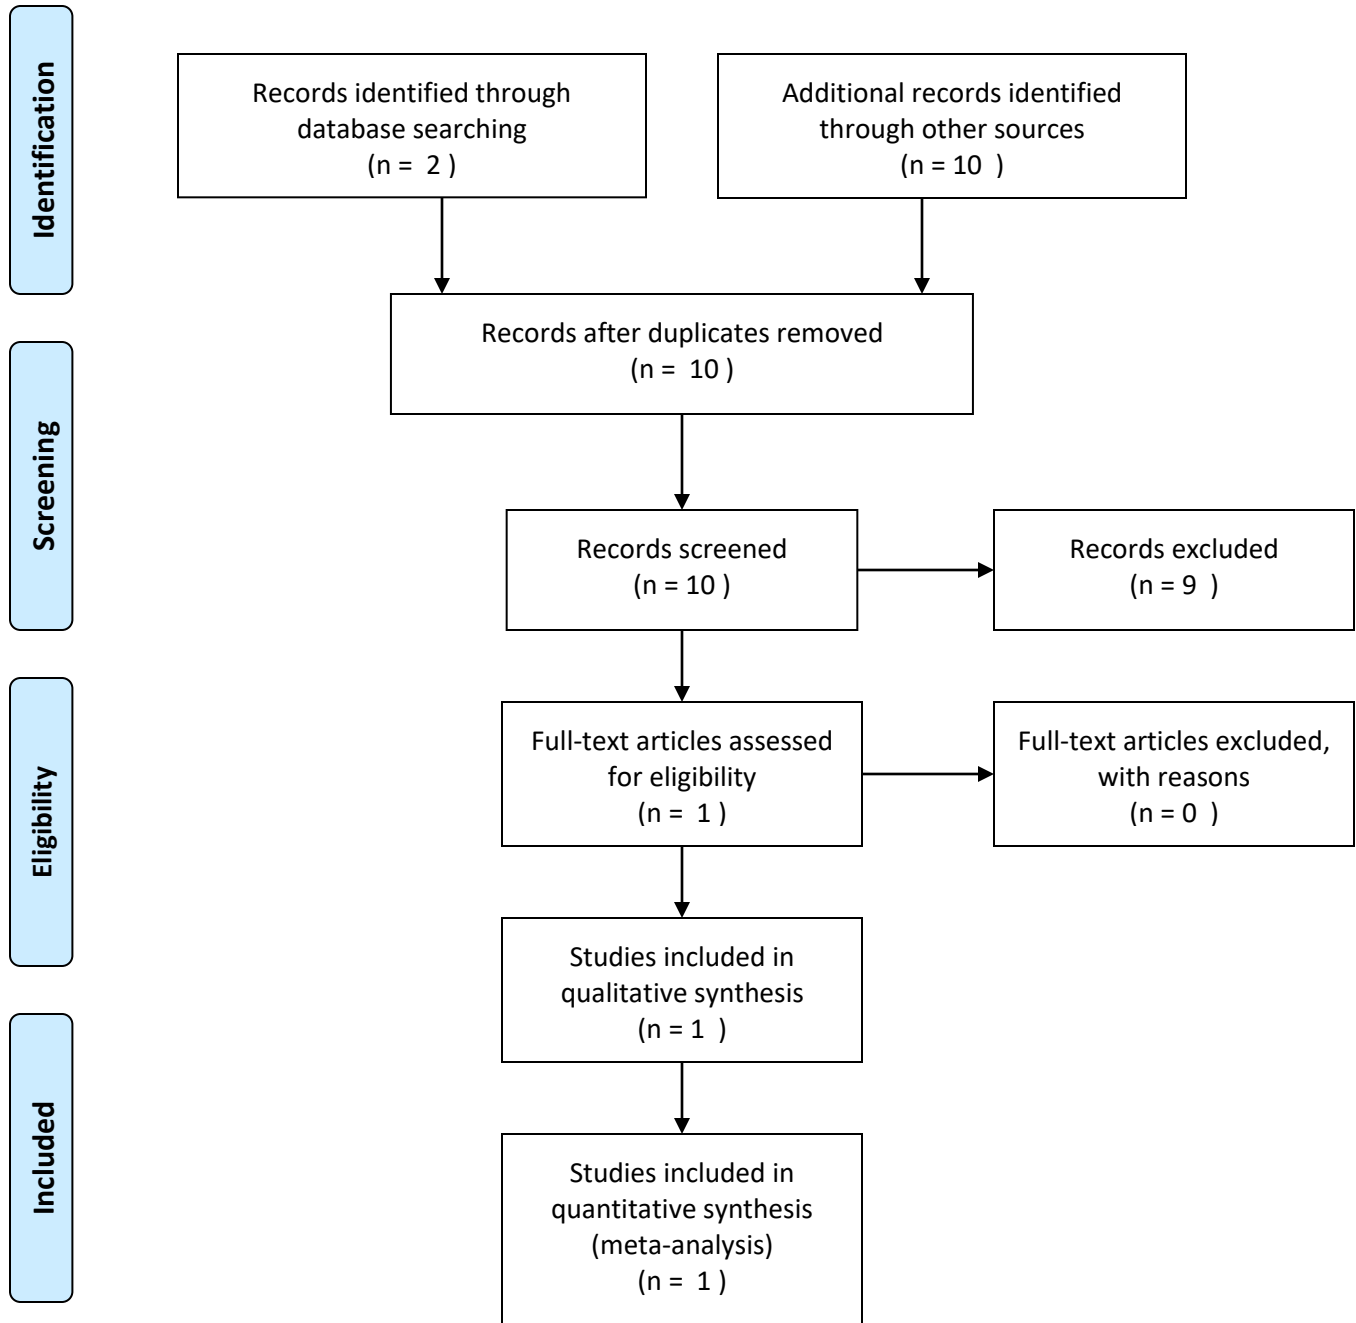 Identification
Records identified through
database searching
(n =  2 )
Additional records identified
through other sources
(n = 10  )
Records after duplicates removed
(n =  10 )
Screening
Records screened
(n = 10 )
Records excluded
(n = 9  )
Eligibility
Full-text articles assessed
for eligibility
(n =  1 )
Full-text articles excluded,
with reasons
(n = 0  )
Studies included in
qualitative synthesis
(n = 1  )
Included
Studies included in
quantitative synthesis
(meta-analysis)
(n =  1 )